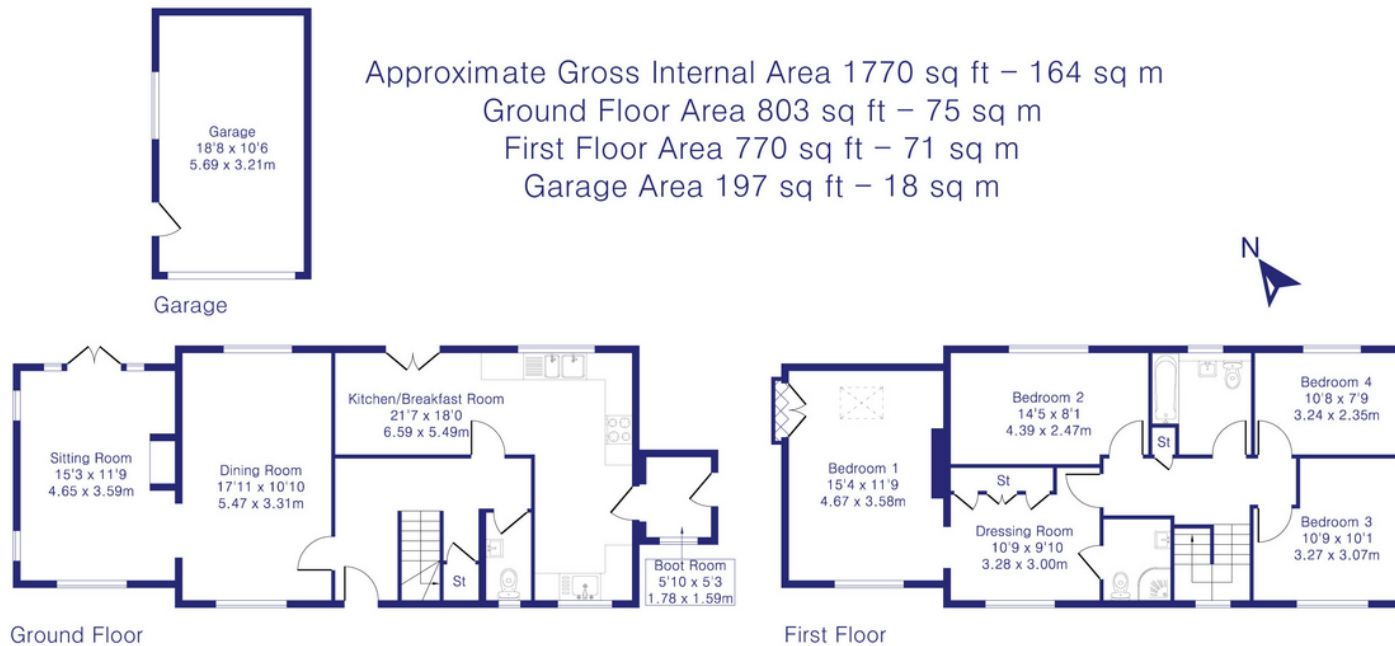 Approximate Gross Internal Area 1770 sq ft – 164 sq m
Ground Floor Area 803 sq ft – 75 sq m
First Floor Area 770 sq ft – 71 sq m
Garage Area 197 sq ft – 18 sq m
Garage
18'8 x 10'6
5.69 x 3.21m
Garage
N
Sitting Room
15'3 x 11'9
4.65 x 3.59m
Dining Room
17'11 x 10'10
5.47 x 3.31m
Kitchen/Breakfast Room
21'7 x 18'0
6.59 x 5.49m
St
Boot Room
5'10 x 5'3
1.78 x 1.59m
Ground Floor
Bedroom 1
15'4 x 11'9
4.67 x 3.58m
Bedroom 2
14'5 x 8'1
4.39 x 2.47m
St
Bedroom 4
10'8 x 7'9
3.24 x 2.35m
St
Dressing Room
10'9 x 9'10
3.28 x 3.00m
Bedroom 3
10'9 x 10'1
3.27 x 3.07m
First Floor